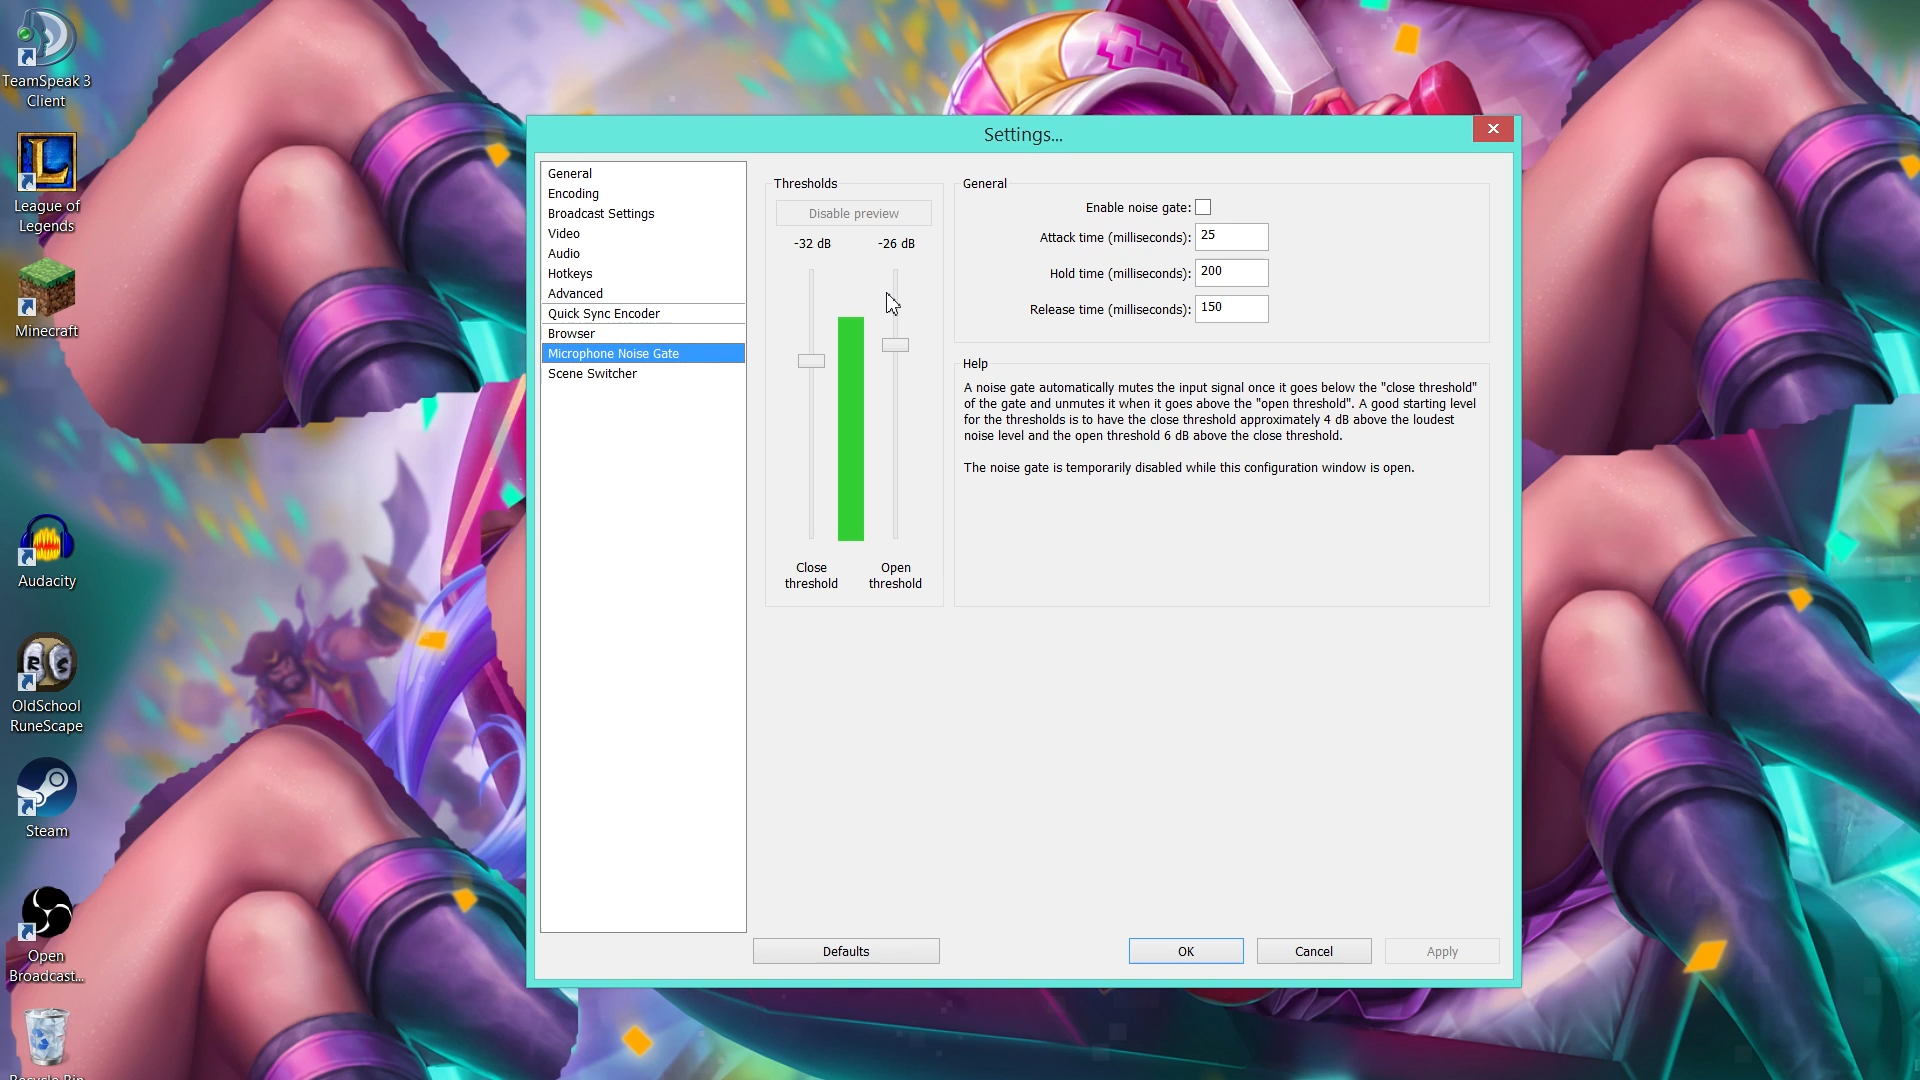 TeamSpeak 3
Client
League of
Legends
Minecraft
Audacity
OldSchool
RuneScape
Steam
Open
Broadcast...
Recycle Bin
Settings...
General
Encoding
Broadcast Settings
Video
Audio
Hotkeys
Advanced
Quick Sync Encoder
Browser
Microphone Noise Gate
Scene Switcher
Thresholds
Disable preview
-32 dB
-26 dB
Close
threshold
Open
threshold
General
Enable noise gate:
Attack time (milliseconds): 25
Hold time (milliseconds): 200
Release time (milliseconds): 150
Help
A noise gate automatically mutes the input signal once it goes below the "close threshold"
of the gate and unmutes it when it goes above the "open threshold". A good starting level
for the thresholds is to have the close threshold approximately 4 dB above the loudest
noise level and the open threshold 6 dB above the close threshold.
The noise gate is temporarily disabled while this configuration window is open.
Defaults
OK
Cancel
Apply